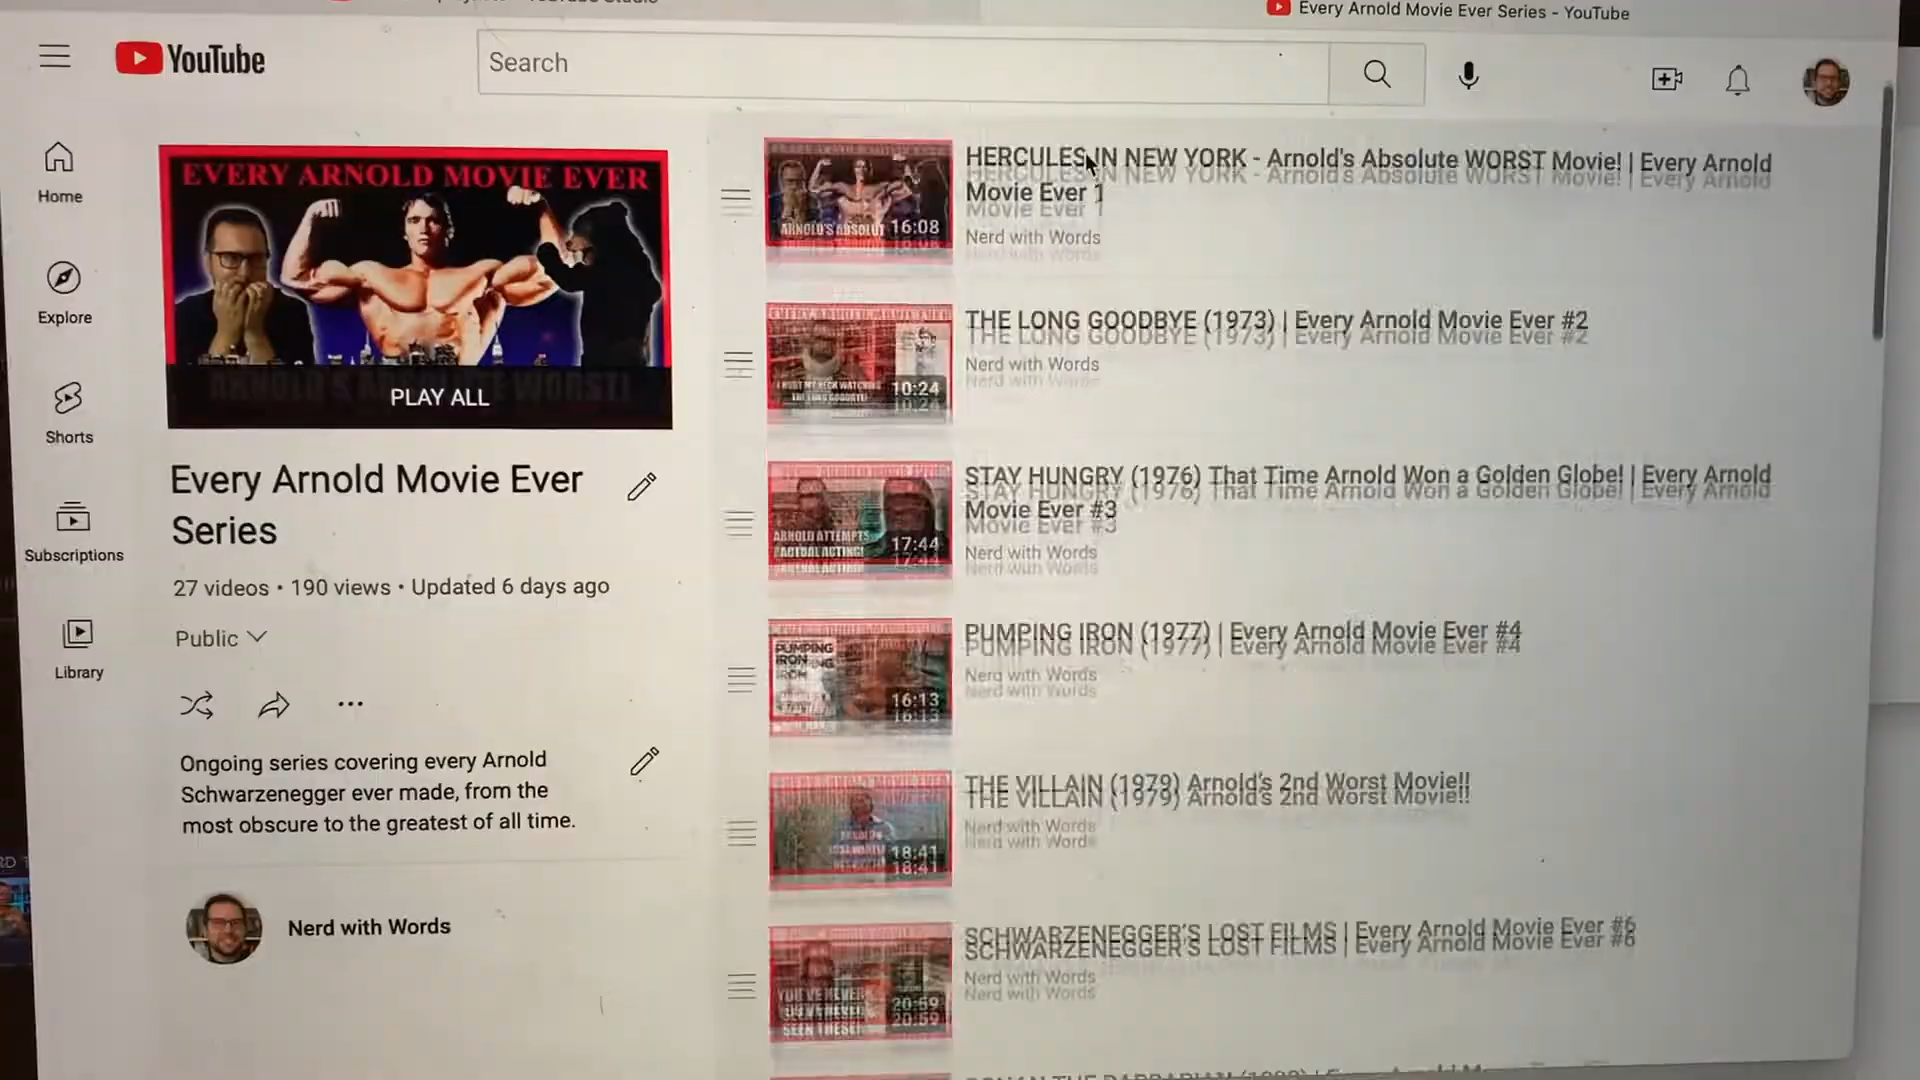 Every Arnold Movie Ever Series - YouTube
YouTube
Search
Home
Explore
Shorts
Subscriptions
Library
EVERY ARNOLD MOVIE EVER
PLAY ALL
Every Arnold Movie Ever
Series
27 videos • 190 views • Updated 6 days ago
Public
Ongoing series covering every Arnold
Schwarzenegger ever made, from the
most obscure to the greatest of all time.
Nerd with Words
ARNOLD'S ABSOLUT
16:08
HERCULES IN NEW YORK - Arnold's Absolute WORST Movie! | Every Arnold
Movie Ever 1
Nerd with Words
10:24
THE LONG GOODBYE (1973) | Every Arnold Movie Ever #2
Nerd with Words
ARNOLD ATTEMPTS
ACTUAL ACTING!
17:44
STAY HUNGRY (1976) That Time Arnold Won a Golden Globe! | Every Arnold
Movie Ever #3
Nerd with Words
PUMPING
IRON
16:13
PUMPING IRON (1977) | Every Arnold Movie Ever #4
Nerd with Words
18:41
THE VILLAIN (1979) Arnold's 2nd Worst Movie!!
Nerd with Words
YOU'VE NEVER
SEEN THESE!
20:59
SCHWARZENEGGER'S LOST FILMS | Every Arnold Movie Ever #6
Nerd with Words